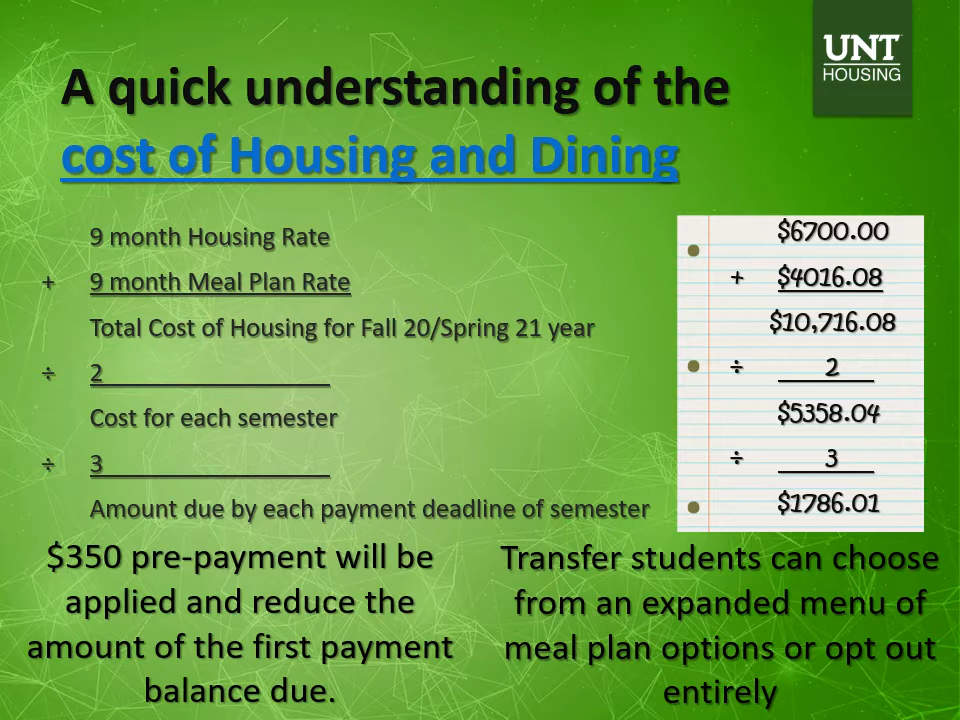 UNT
HOUSING
A quick understanding of the
cost of Housing and Dining
9 month Housing Rate
+ 9 month Meal Plan Rate
Total Cost of Housing for Fall 20/Spring 21 year
÷ 2
Cost for each semester
÷ 3
Amount due by each payment deadline of semester
$6700.00
+ $4016.08
$10,716.08
÷ 2
$5358.04
÷ 3
$1786.01
$350 pre-payment will be
applied and reduce the
amount of the first payment
balance due.
Transfer students can choose
from an expanded menu of
meal plan options or opt out
entirely